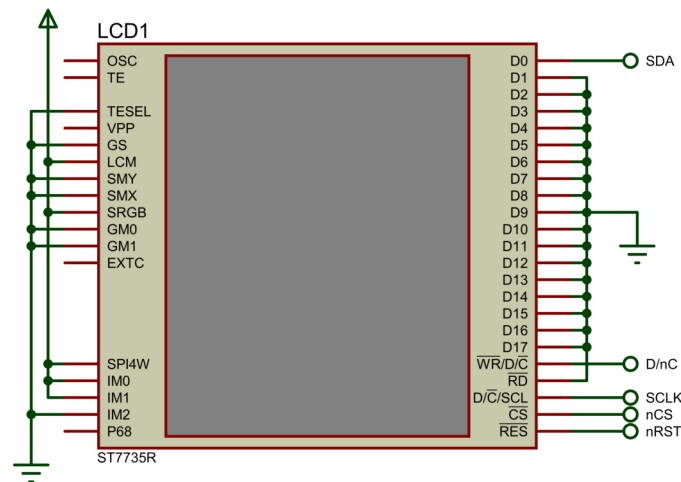 LCD1
OSC
TE
TESEL
VPP
GS
LCM
SMY
SMX
SRGB
GM0
GM1
EXTC
SPI4W
IM0
IM1
IM2
P68
D0
D1
D2
D3
D4
D5
D6
D7
D8
D9
D10
D11
D12
D13
D14
D15
D16
D17
WR/D/C
RD
D/C/SCL
CS
RES
SDA
D/nC
SCLK
nCS
nRST
ST7735R